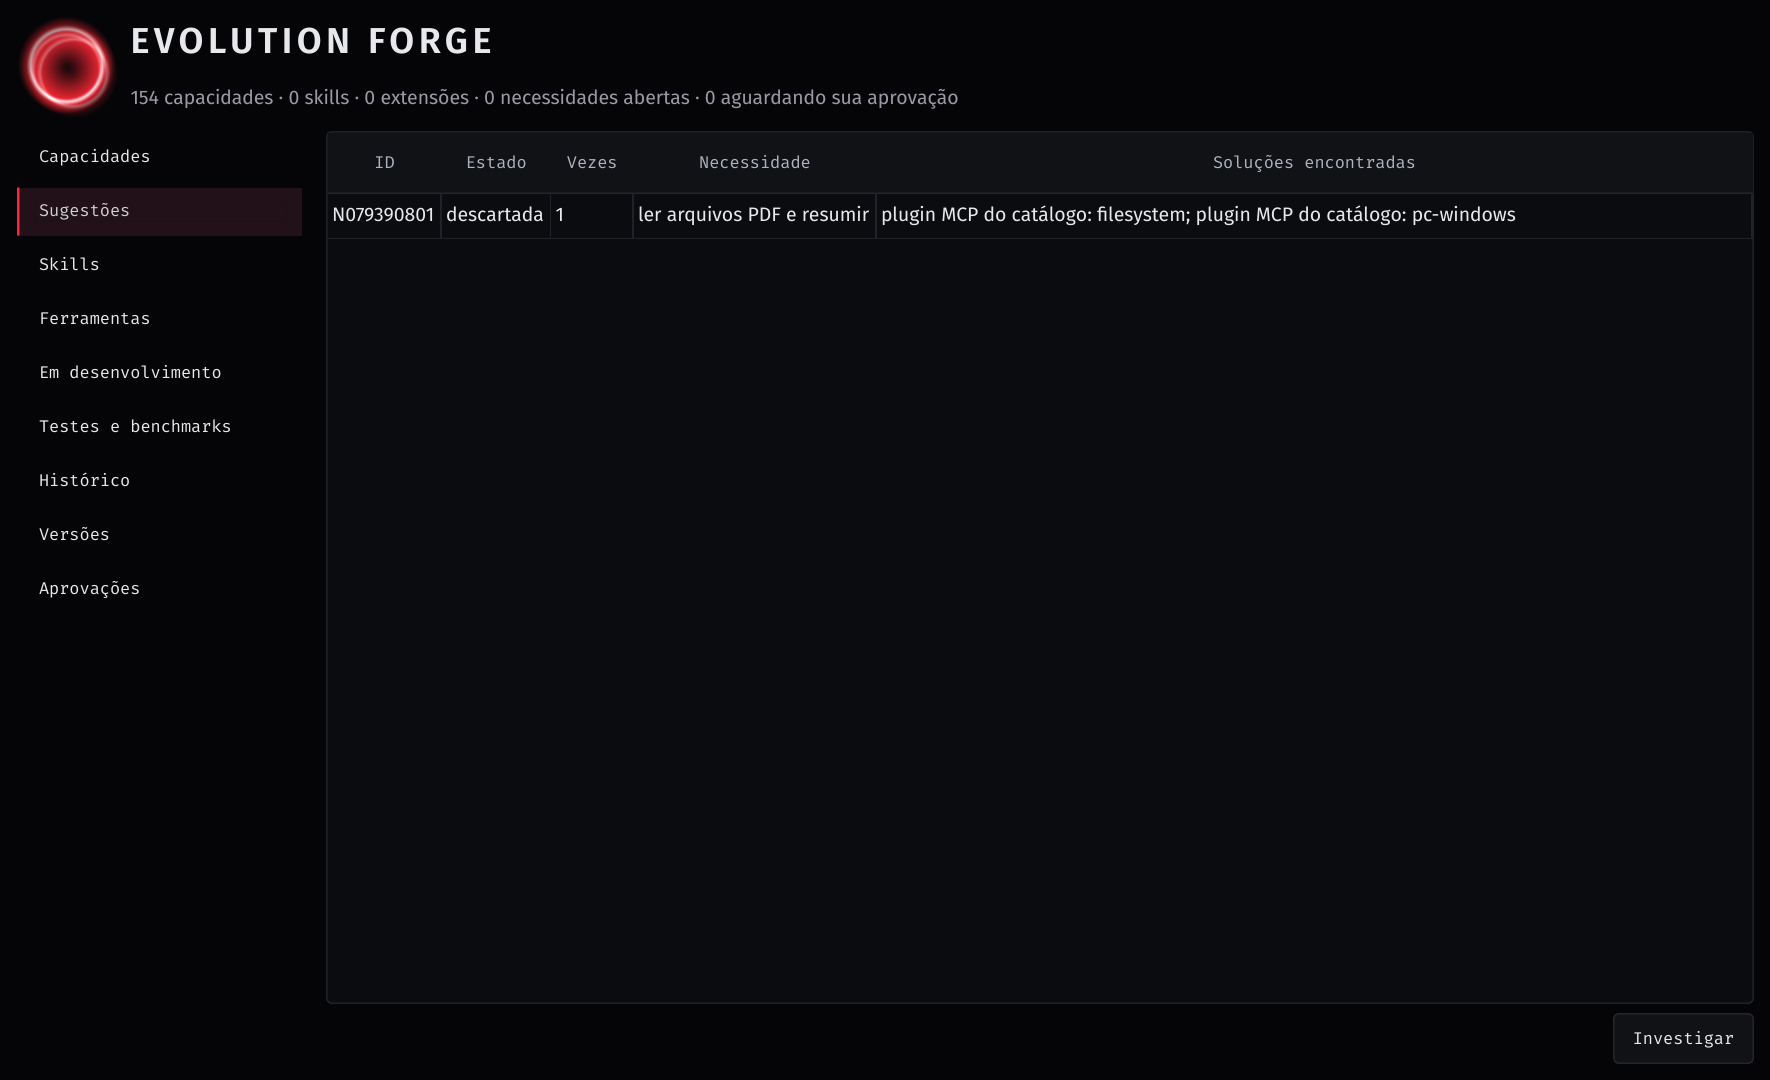 EVOLUTION FORGE
154 capacidades · 0 skills · 0 extensões · 0 necessidades abertas · 0 aguardando sua aprovação
Capacidades
Sugestões
Skills
Ferramentas
Em desenvolvimento
Testes e benchmarks
Histórico
Versões
Aprovações
ID Estado Vezes Necessidade Soluções encontradas
N079390801 descartada 1 ler arquivos PDF e resumir plugin MCP do catálogo: filesystem; plugin MCP do catálogo: pc-windows
Investigar